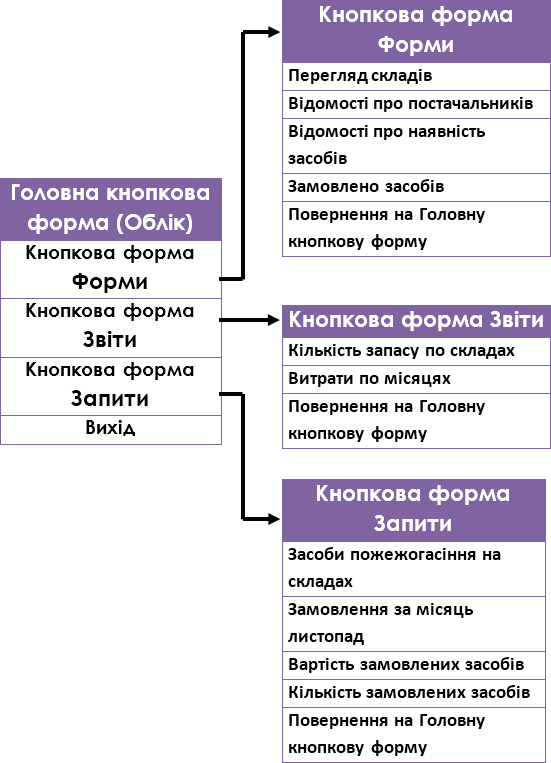 Головна кнопкова
форма (Облік)
Кнопкова форма
Форми
Кнопкова форма
Звіти
Кнопкова форма
Запити
Вихід
Кнопкова форма
Форми
Перегляд складів
Відомості про постачальників
Відомості про наявність
засобів
Замовлено засобів
Повернення на Головну
кнопкову форму
Кнопкова форма Звіти
Кількість запасу по складах
Витрати по місяцях
Повернення на Головну
кнопкову форму
Кнопкова форма
Запити
Засоби пожежогасіння на
складах
Замовлення за місяць
листопад
Вартість замовлених засобів
Кількість замовлених засобів
Повернення на Головну
кнопкову форму